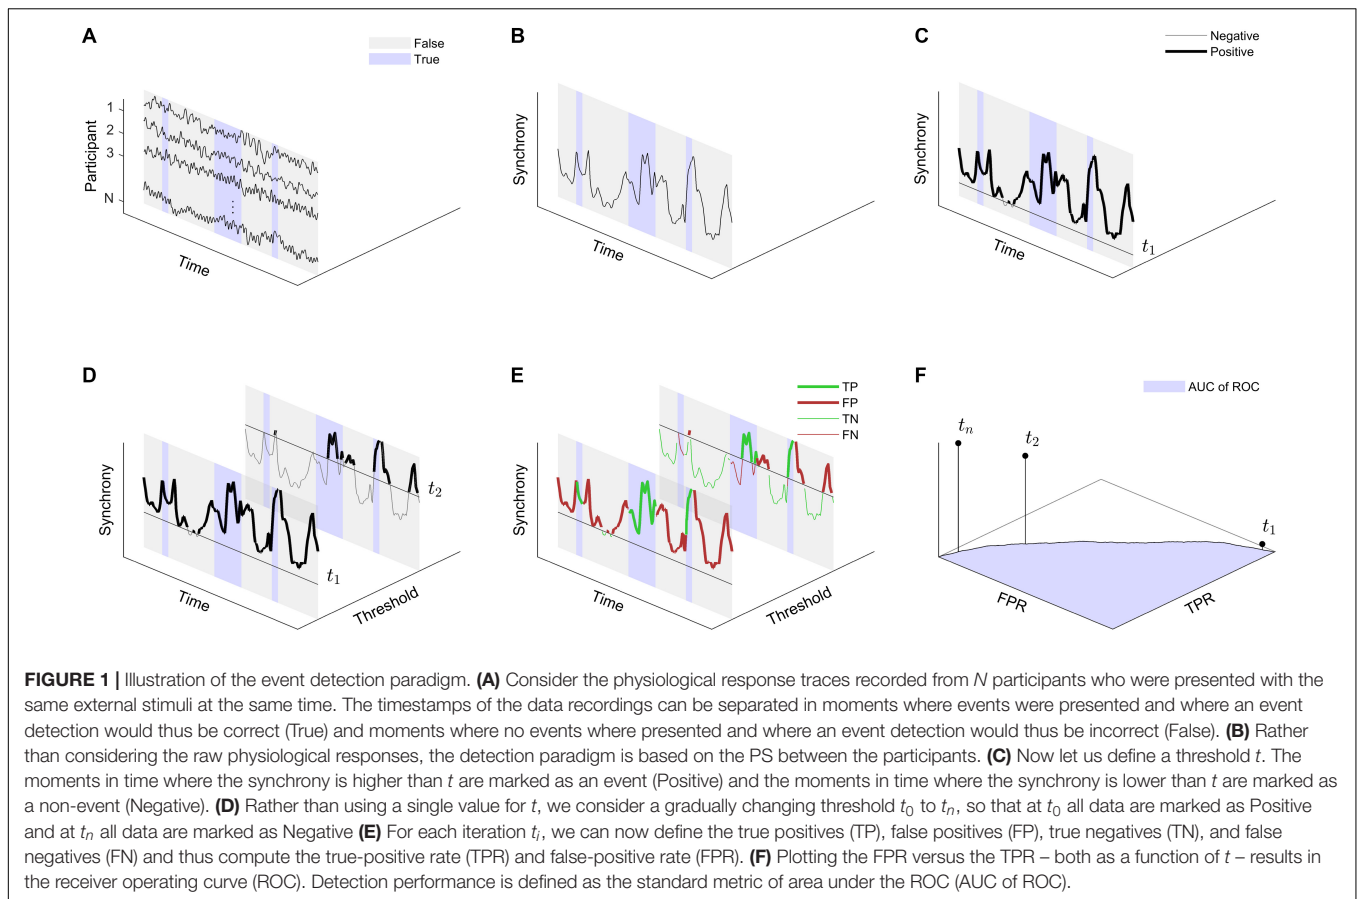 A
False
True
1
2
3
N
Participant
Time
B
Synchrony
Time
C
Negative
Positive
Synchrony
Time
t1
D
Synchrony
Time
Threshold
t1
t2
E
TP
FP
TN
FN
Synchrony
Time
Threshold
F
AUC of ROC
tn
t2
t1
FPR
TPR
FIGURE 1 | Illustration of the event detection paradigm. (A) Consider the physiological response traces recorded from N participants who were presented with the
same external stimuli at the same time. The timestamps of the data recordings can be separated in moments where events were presented and where an event
detection would thus be correct (True) and moments where no events where presented and where an event detection would thus be incorrect (False). (B) Rather
than considering the raw physiological responses, the detection paradigm is based on the PS between the participants. (C) Now let us define a threshold t. The
moments in time where the synchrony is higher than t are marked as an event (Positive) and the moments in time where the synchrony is lower than t are marked as
a non-event (Negative). (D) Rather than using a single value for t, we consider a gradually changing threshold t0 to tn, so that at t0 all data are marked as Positive
and at tn all data are marked as Negative (E) For each iteration ti, we can now define the true positives (TP), false positives (FP), true negatives (TN), and false
negatives (FN) and thus compute the true-positive rate (TPR) and false-positive rate (FPR). (F) Plotting the FPR versus the TPR – both as a function of t – results in
the receiver operating curve (ROC). Detection performance is defined as the standard metric of area under the ROC (AUC of ROC).